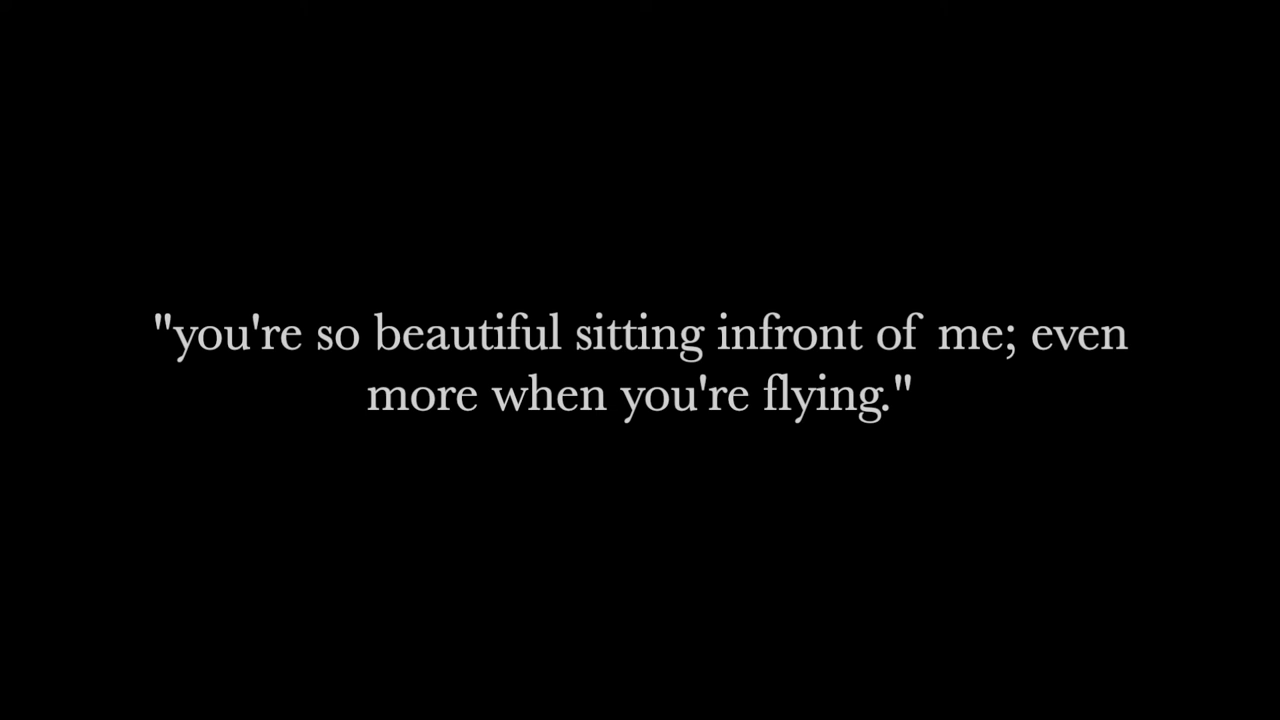 "you're so beautiful sitting infront of me; even
more when you're flying."